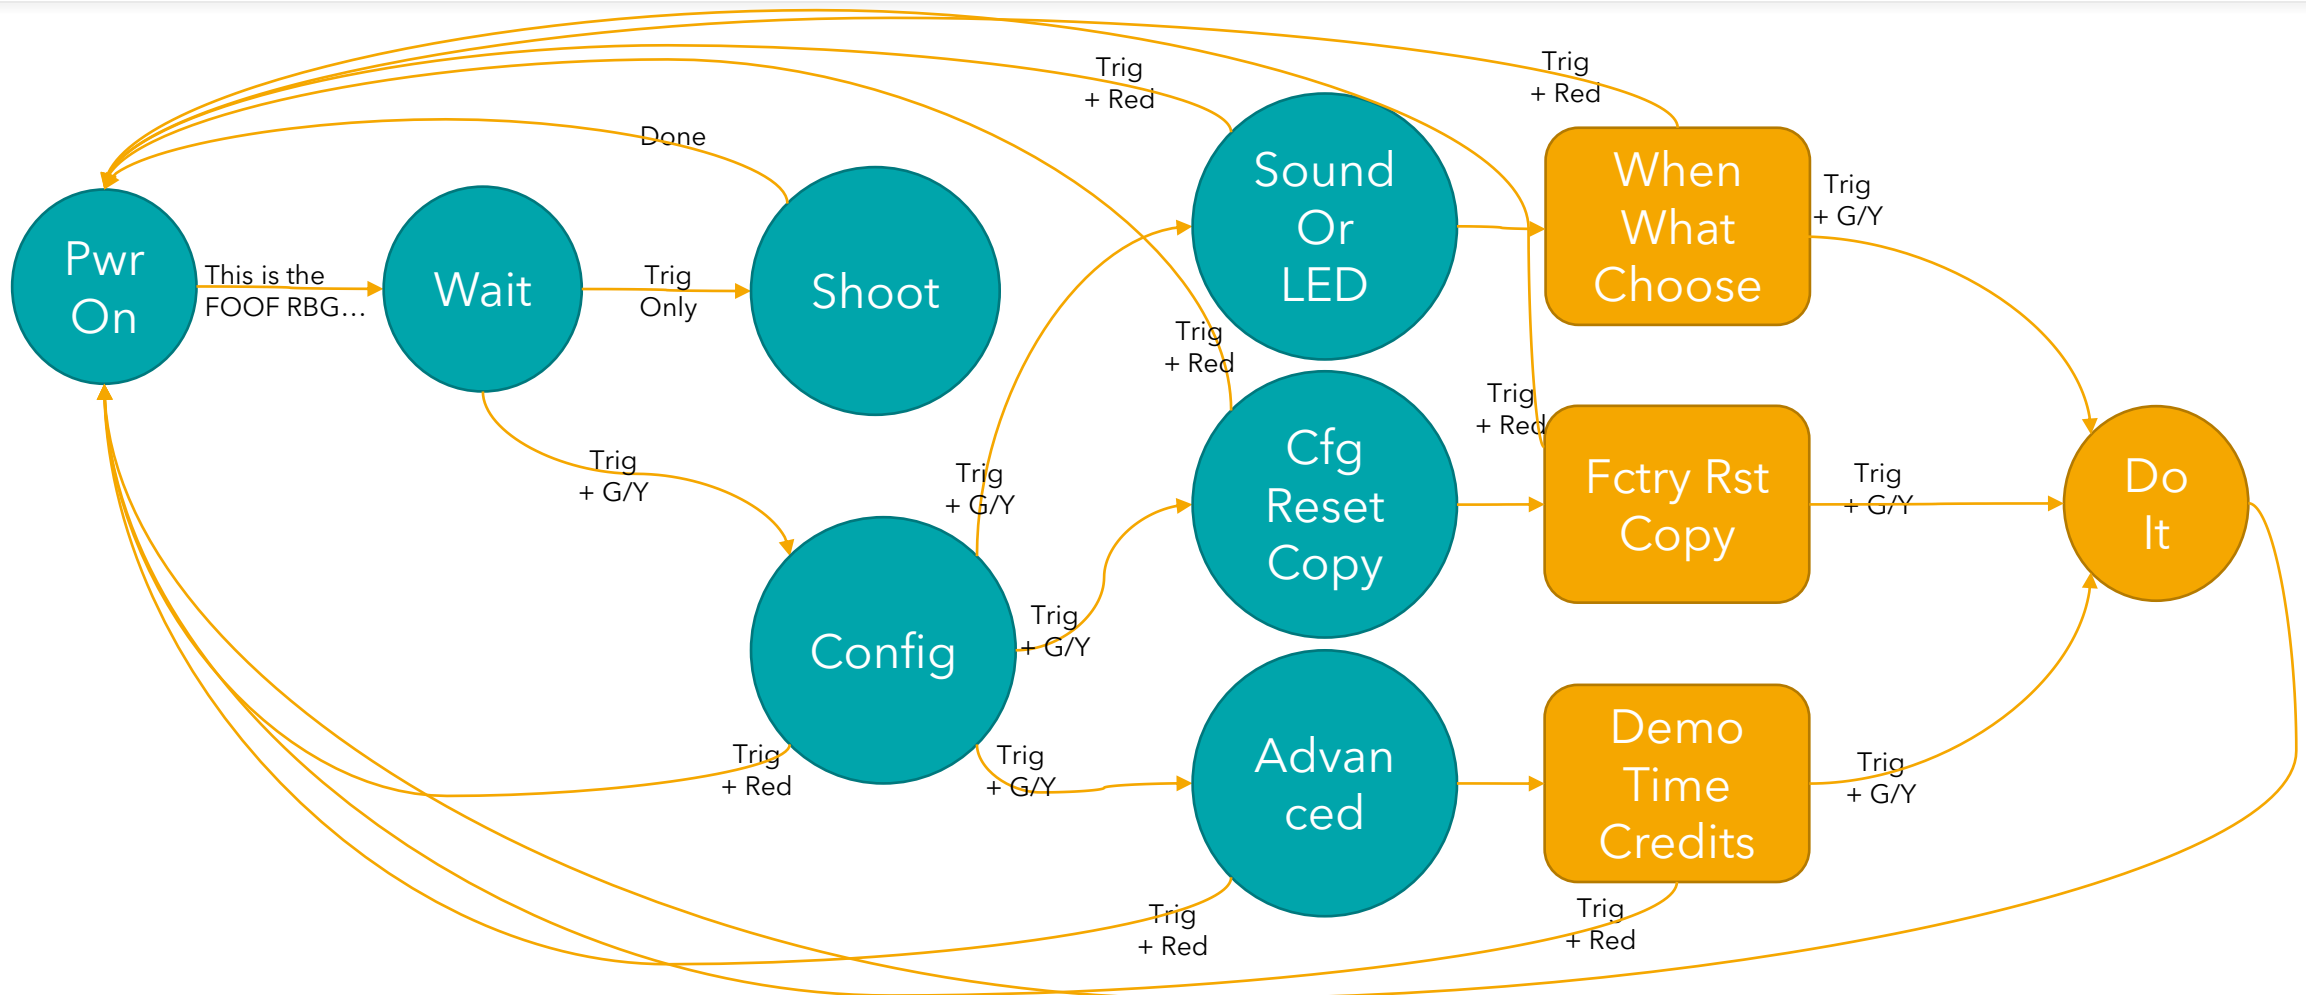 Pwr
On
This is the
FOOF RBG...
Wait
Trig
Only
Shoot
Done
Trig
+ Red
Sound
Or
LED
Trig
+ Red
When
What
Choose
Trig
+ G/Y
Trig
+ Red
Trig
+ Red
Trig
+ G/Y
Trig
+ G/Y
Cfg
Reset
Copy
Fctry Rst
Copy
Trig
+ G/Y
Do
It
Config
Trig
+ G/Y
Trig
+ Red
Trig
+ G/Y
Advan
ced
Demo
Time
Credits
Trig
+ G/Y
Trig
+ Red
Trig
+ Red